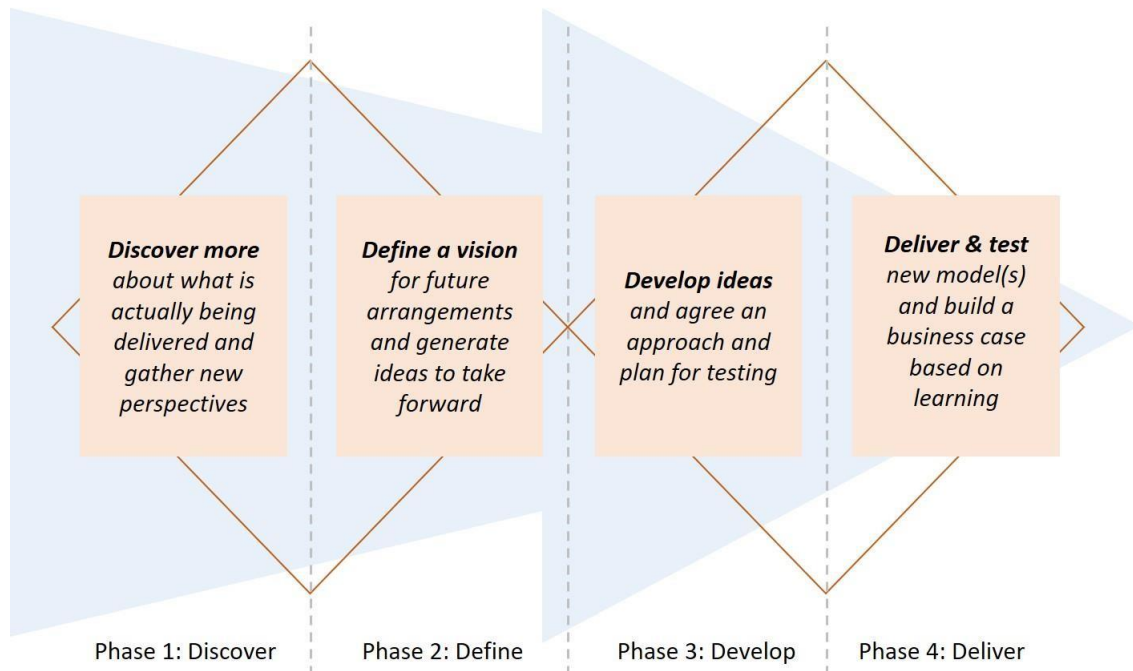 Discover more
about what is
actually being
delivered and
gather new
perspectives
Define a vision
for future
arrangements
and generate
ideas to take
forward
Develop ideas
and agree an
approach and
plan for testing
Deliver & test
new model(s)
and build a
business case
based on
learning
Phase 1: Discover
Phase 2: Define
Phase 3: Develop
Phase 4: Deliver